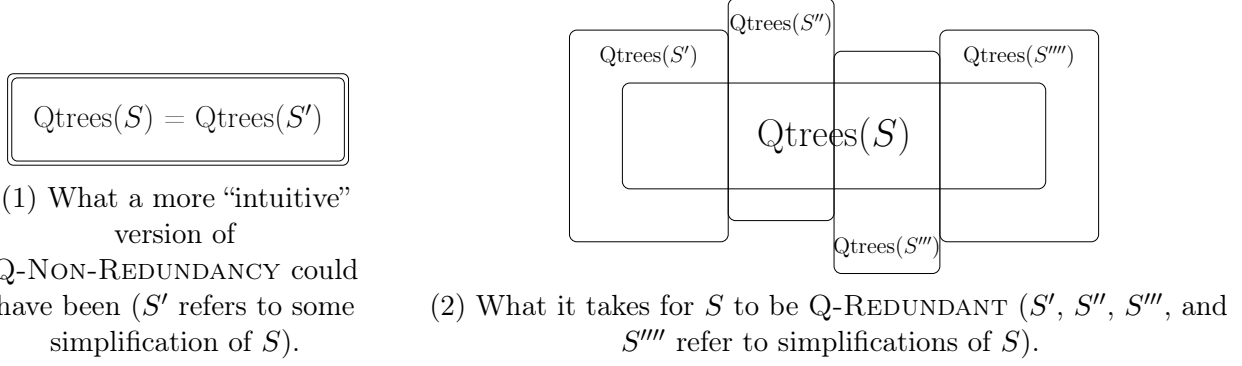 Qtrees(S) = Qtrees(S′)
(1) What a more “intuitive”
version of
Q-NON-REDUNDANCY could
have been (S′ refers to some
simplification of S).
Qtrees(S′)
Qtrees(S′′)
Qtrees(S′′′′)
Qtrees(S)
Qtrees(S′′′)
(2) What it takes for S to be Q-REDUNDANT (S′, S′′, S′′′, and
S′′′′ refer to simplifications of S).